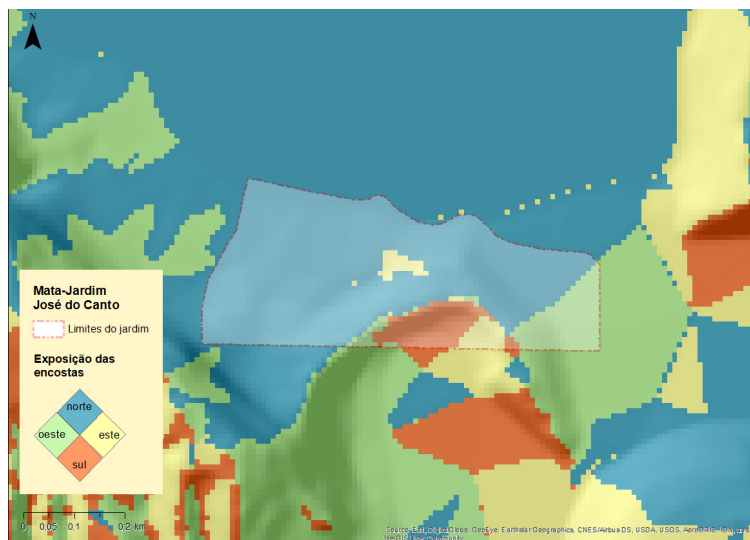 N
Mata-Jardim
José do Canto
Limites do jardim
Exposição das
encostas
norte
oeste este
sul
0 0,05 0,1 0,2 km
Source: Esri, DigitalGlobe, GeoEye, Earthstar Geographics, CNES/Airbus DS, USDA, USGS, AeroGRID, IGN, and
the GIS User Community